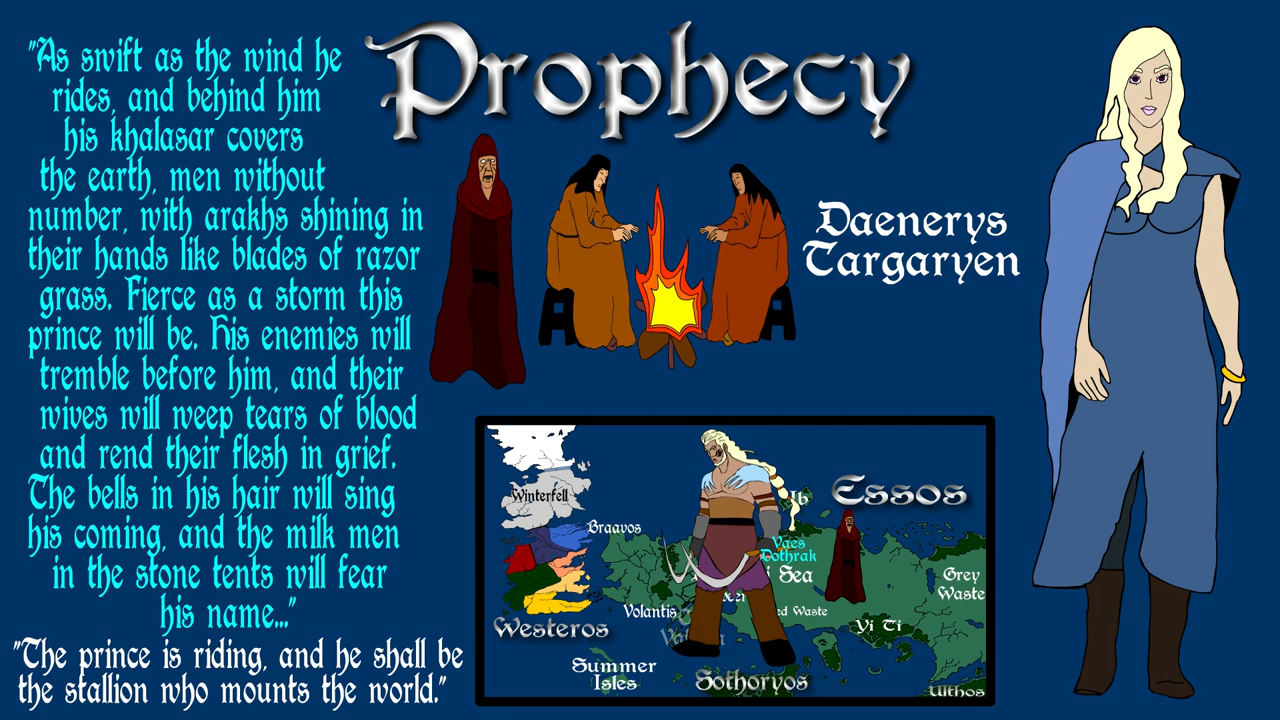 Prophecy
"As swift as the wind he
rides, and behind him
his khalasar covers
the earth, men without
number, with arakhs shining in
their hands like blades of razor
grass. Fierce as a storm this
prince will be. His enemies will
tremble before him, and their
wives will weep tears of blood
and rend their flesh in grief.
The bells in his hair will sing
his coming, and the milk men
in the stone tents will fear
his name..."
"The prince is riding, and he shall be
the stallion who mounts the world."
Daenerys
Targaryen
Winterfell
Braavos
Ib
Essos
Vaes
Dothrak
Sea
Grey
Waste
Volantis
ed Waste
Yi Ti
Westeros
Summer
Isles
Sothoryos
Ulthos